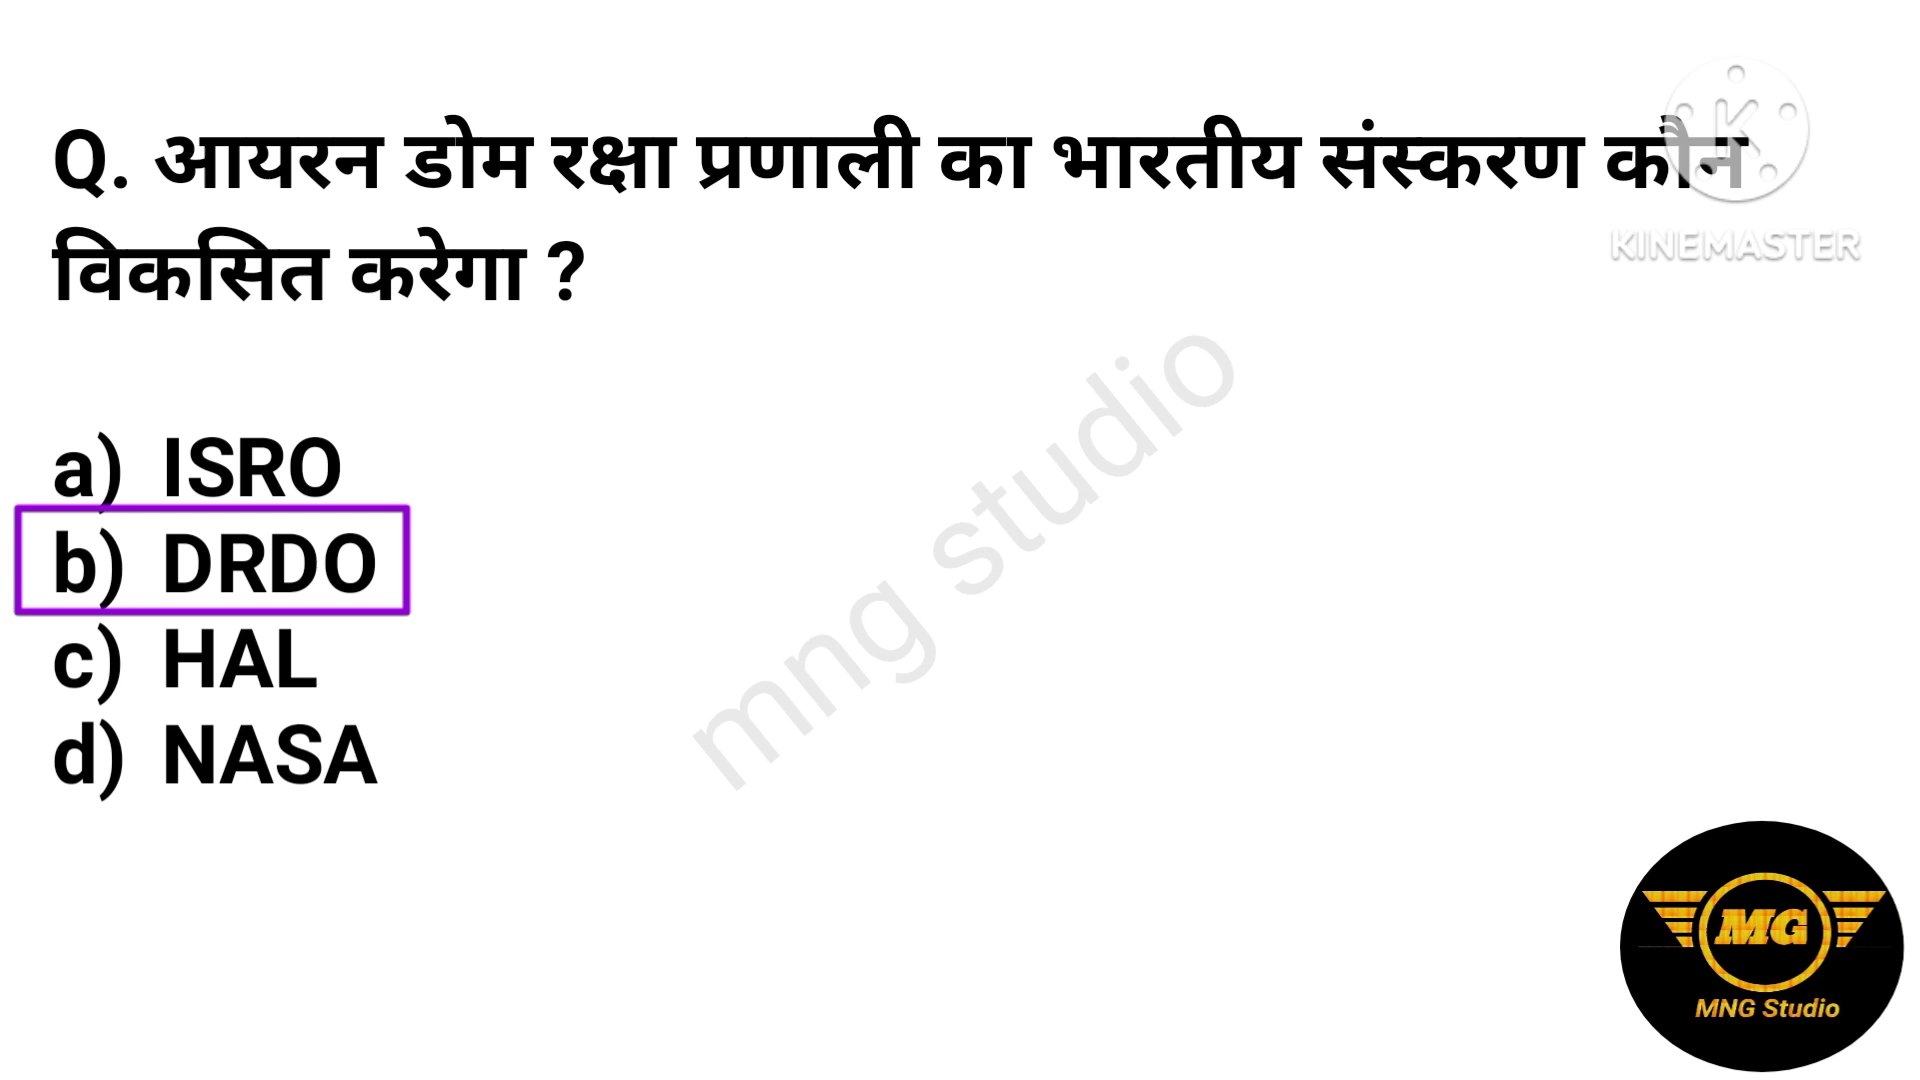 Q. आयरन डोम रक्षा प्रणाली का भारतीय संस्करण कौन
विकसित करेगा ?
K
KINEMASTER
a) ISRO
b) DRDO
c) HAL
d) NASA
mng studio
MG
MNG Studio